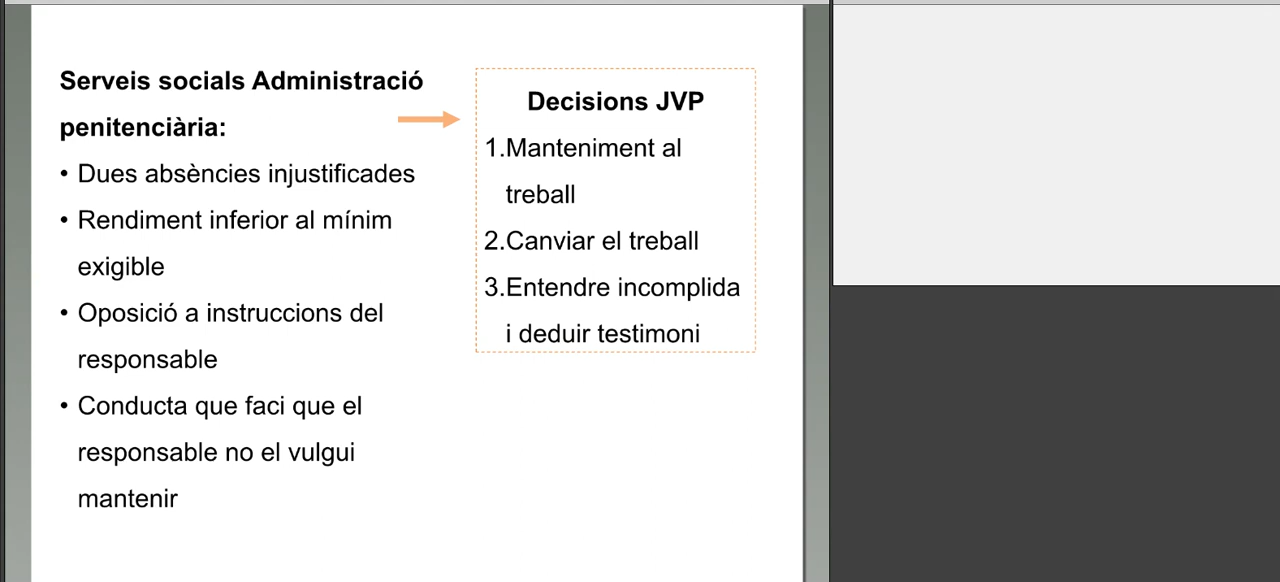 Serveis socials Administració
penitenciària:
• Dues absències injustificades
• Rendiment inferior al mínim
exigible
• Oposició a instruccions del
responsable
• Conducta que faci que el
responsable no el vulgui
mantenir
Decisions JVP
1.Manteniment al
treball
2.Canviar el treball
3.Entendre incomplida
i deduir testimoni